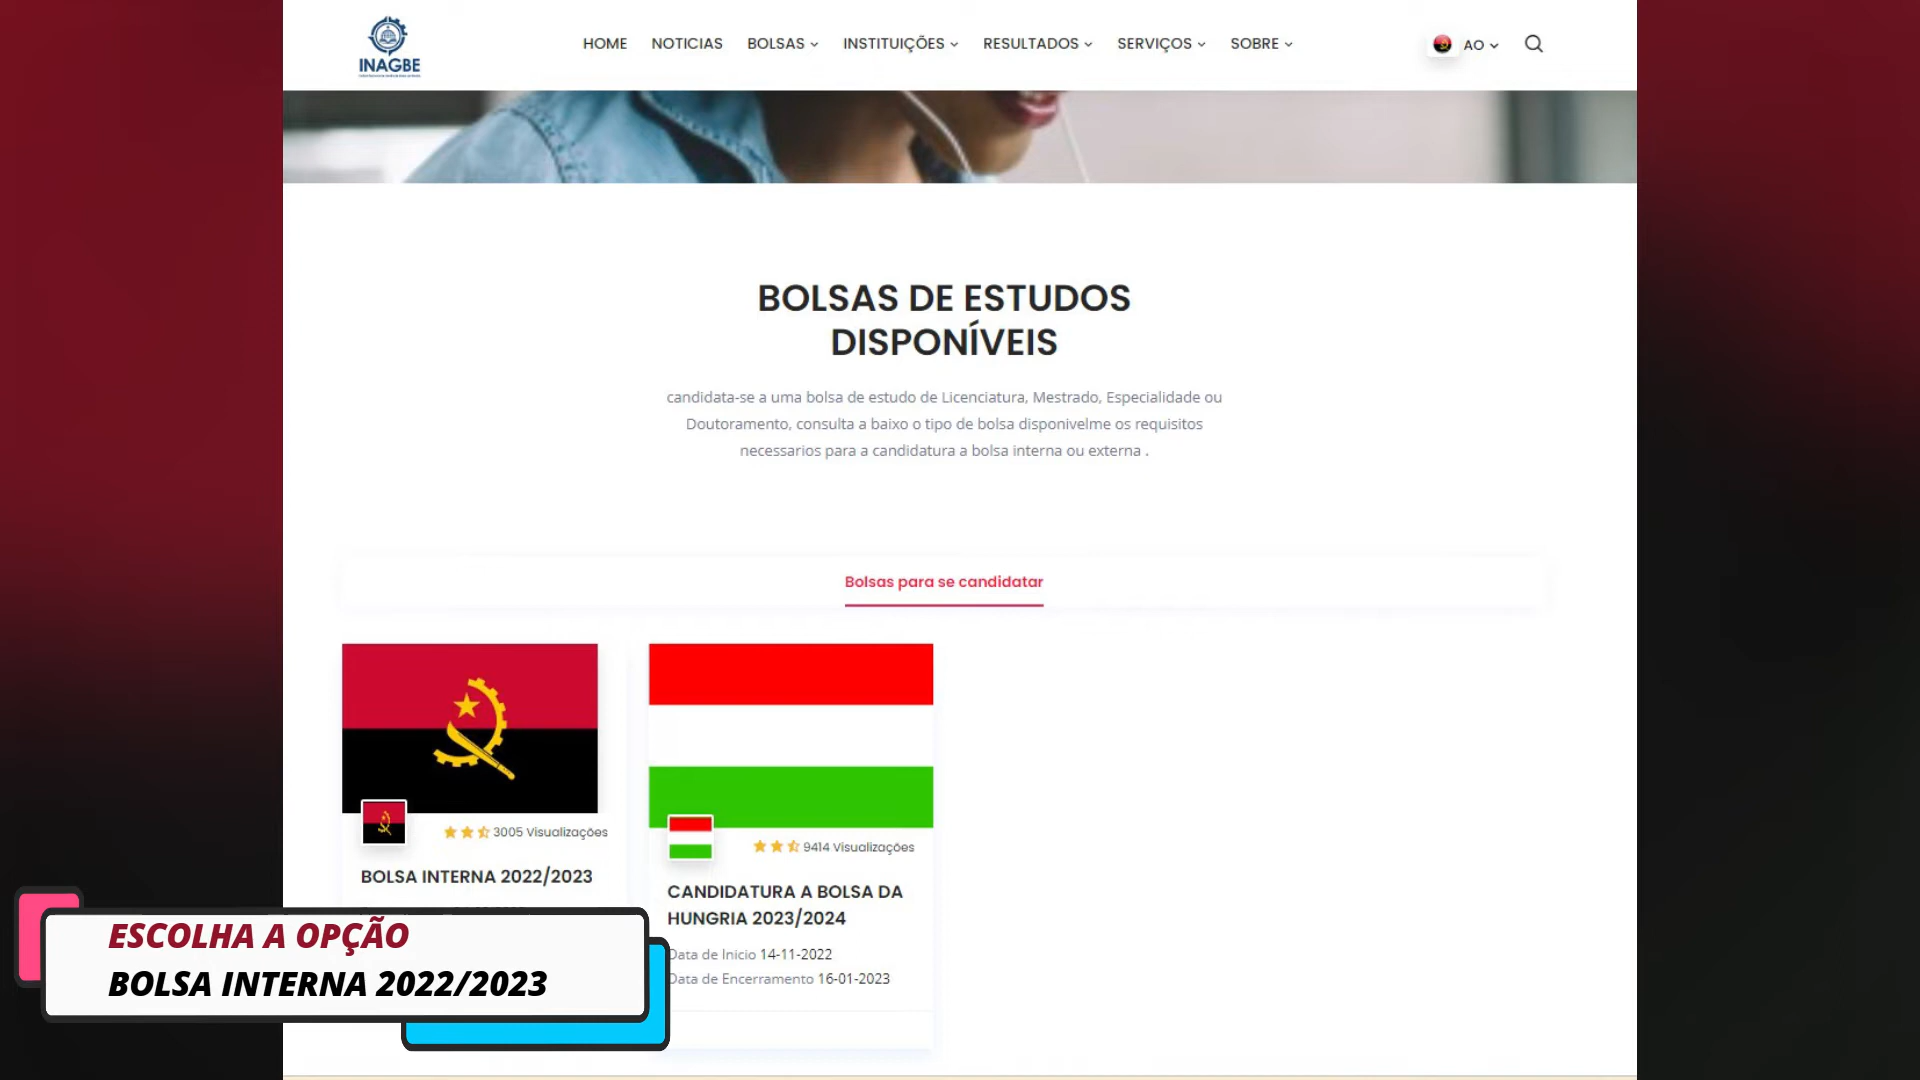 INAGBE
HOME NOTICIAS BOLSAS INSTITUIÇÕES RESULTADOS SERVIÇOS SOBRE AO
BOLSAS DE ESTUDOS
DISPONÍVEIS
candidata-se a uma bolsa de estudo de Licenciatura, Mestrado, Especialidade ou
Doutoramento, consulta a baixo o tipo de bolsa disponivelme os requisitos
necessarios para a candidatura a bolsa interna ou externa .
Bolsas para se candidatar
3005 Visualizações
BOLSA INTERNA 2022/2023
9414 Visualizações
CANDIDATURA A BOLSA DA
HUNGRIA 2023/2024
Data de Inicio 14-11-2022
Data de Encerramento 16-01-2023
ESCOLHA A OPÇÃO
BOLSA INTERNA 2022/2023